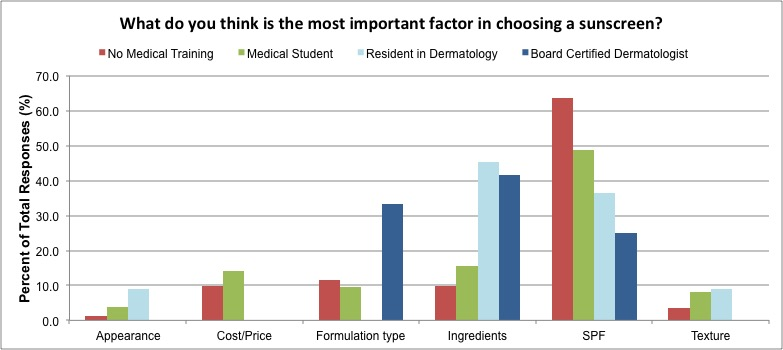 What do you think is the most important factor in choosing a sunscreen?
No Medical Training Medical Student Resident in Dermatology Board Certified Dermatologist
Percent of Total Responses (%)
70.0
60.0
50.0
40.0
30.0
20.0
10.0
0.0
Appearance Cost/Price Formulation type Ingredients SPF Texture